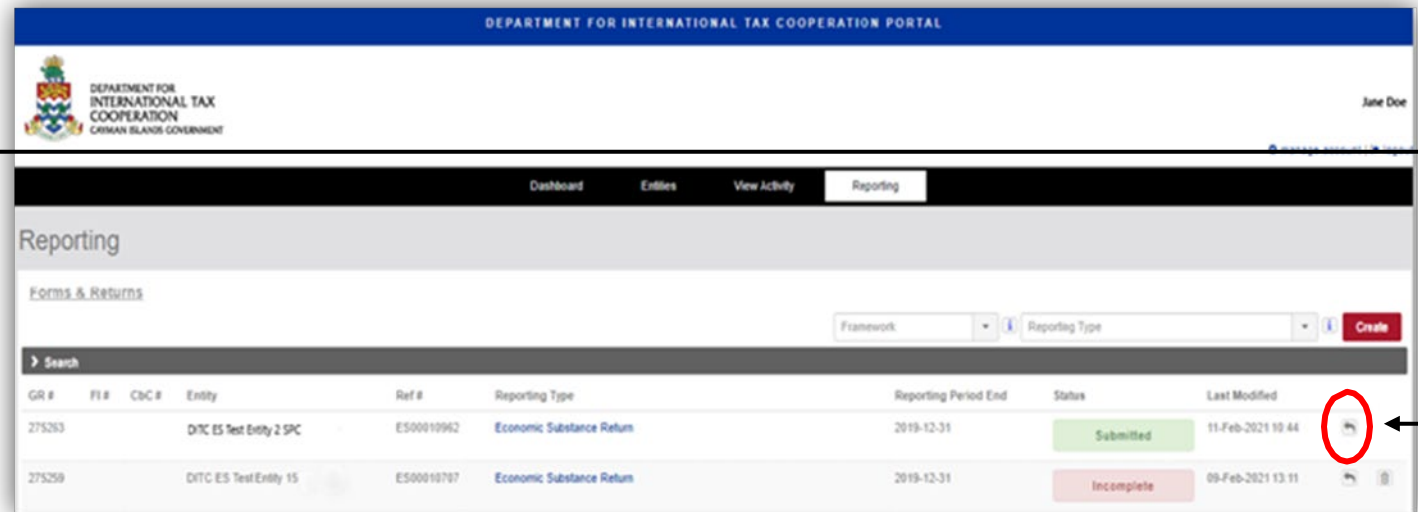 DEPARTMENT FOR INTERNATIONAL TAX COOPERATION PORTAL
DEPARTMENT FOR
INTERNATIONAL TAX
COOPERATION
CAYMAN ISLANDS GOVERNMENT
Jane Doe
manage account
Dashboard Entities View Activity Reporting
Reporting
Forms & Returns
Framework Reporting Type Create
Search
GR # FI # CbC # Entity Ref # Reporting Type Reporting Period End Status Last Modified
275263 DITC ES Test Entity 2 SPC ES00010962 Economic Substance Return 2019-12-31 Submitted 11-Feb-2021 10:44
275259 DITC ES Test Entity 15 ES00010707 Economic Substance Return 2019-12-31 Incomplete 09-Feb-2021 13:11